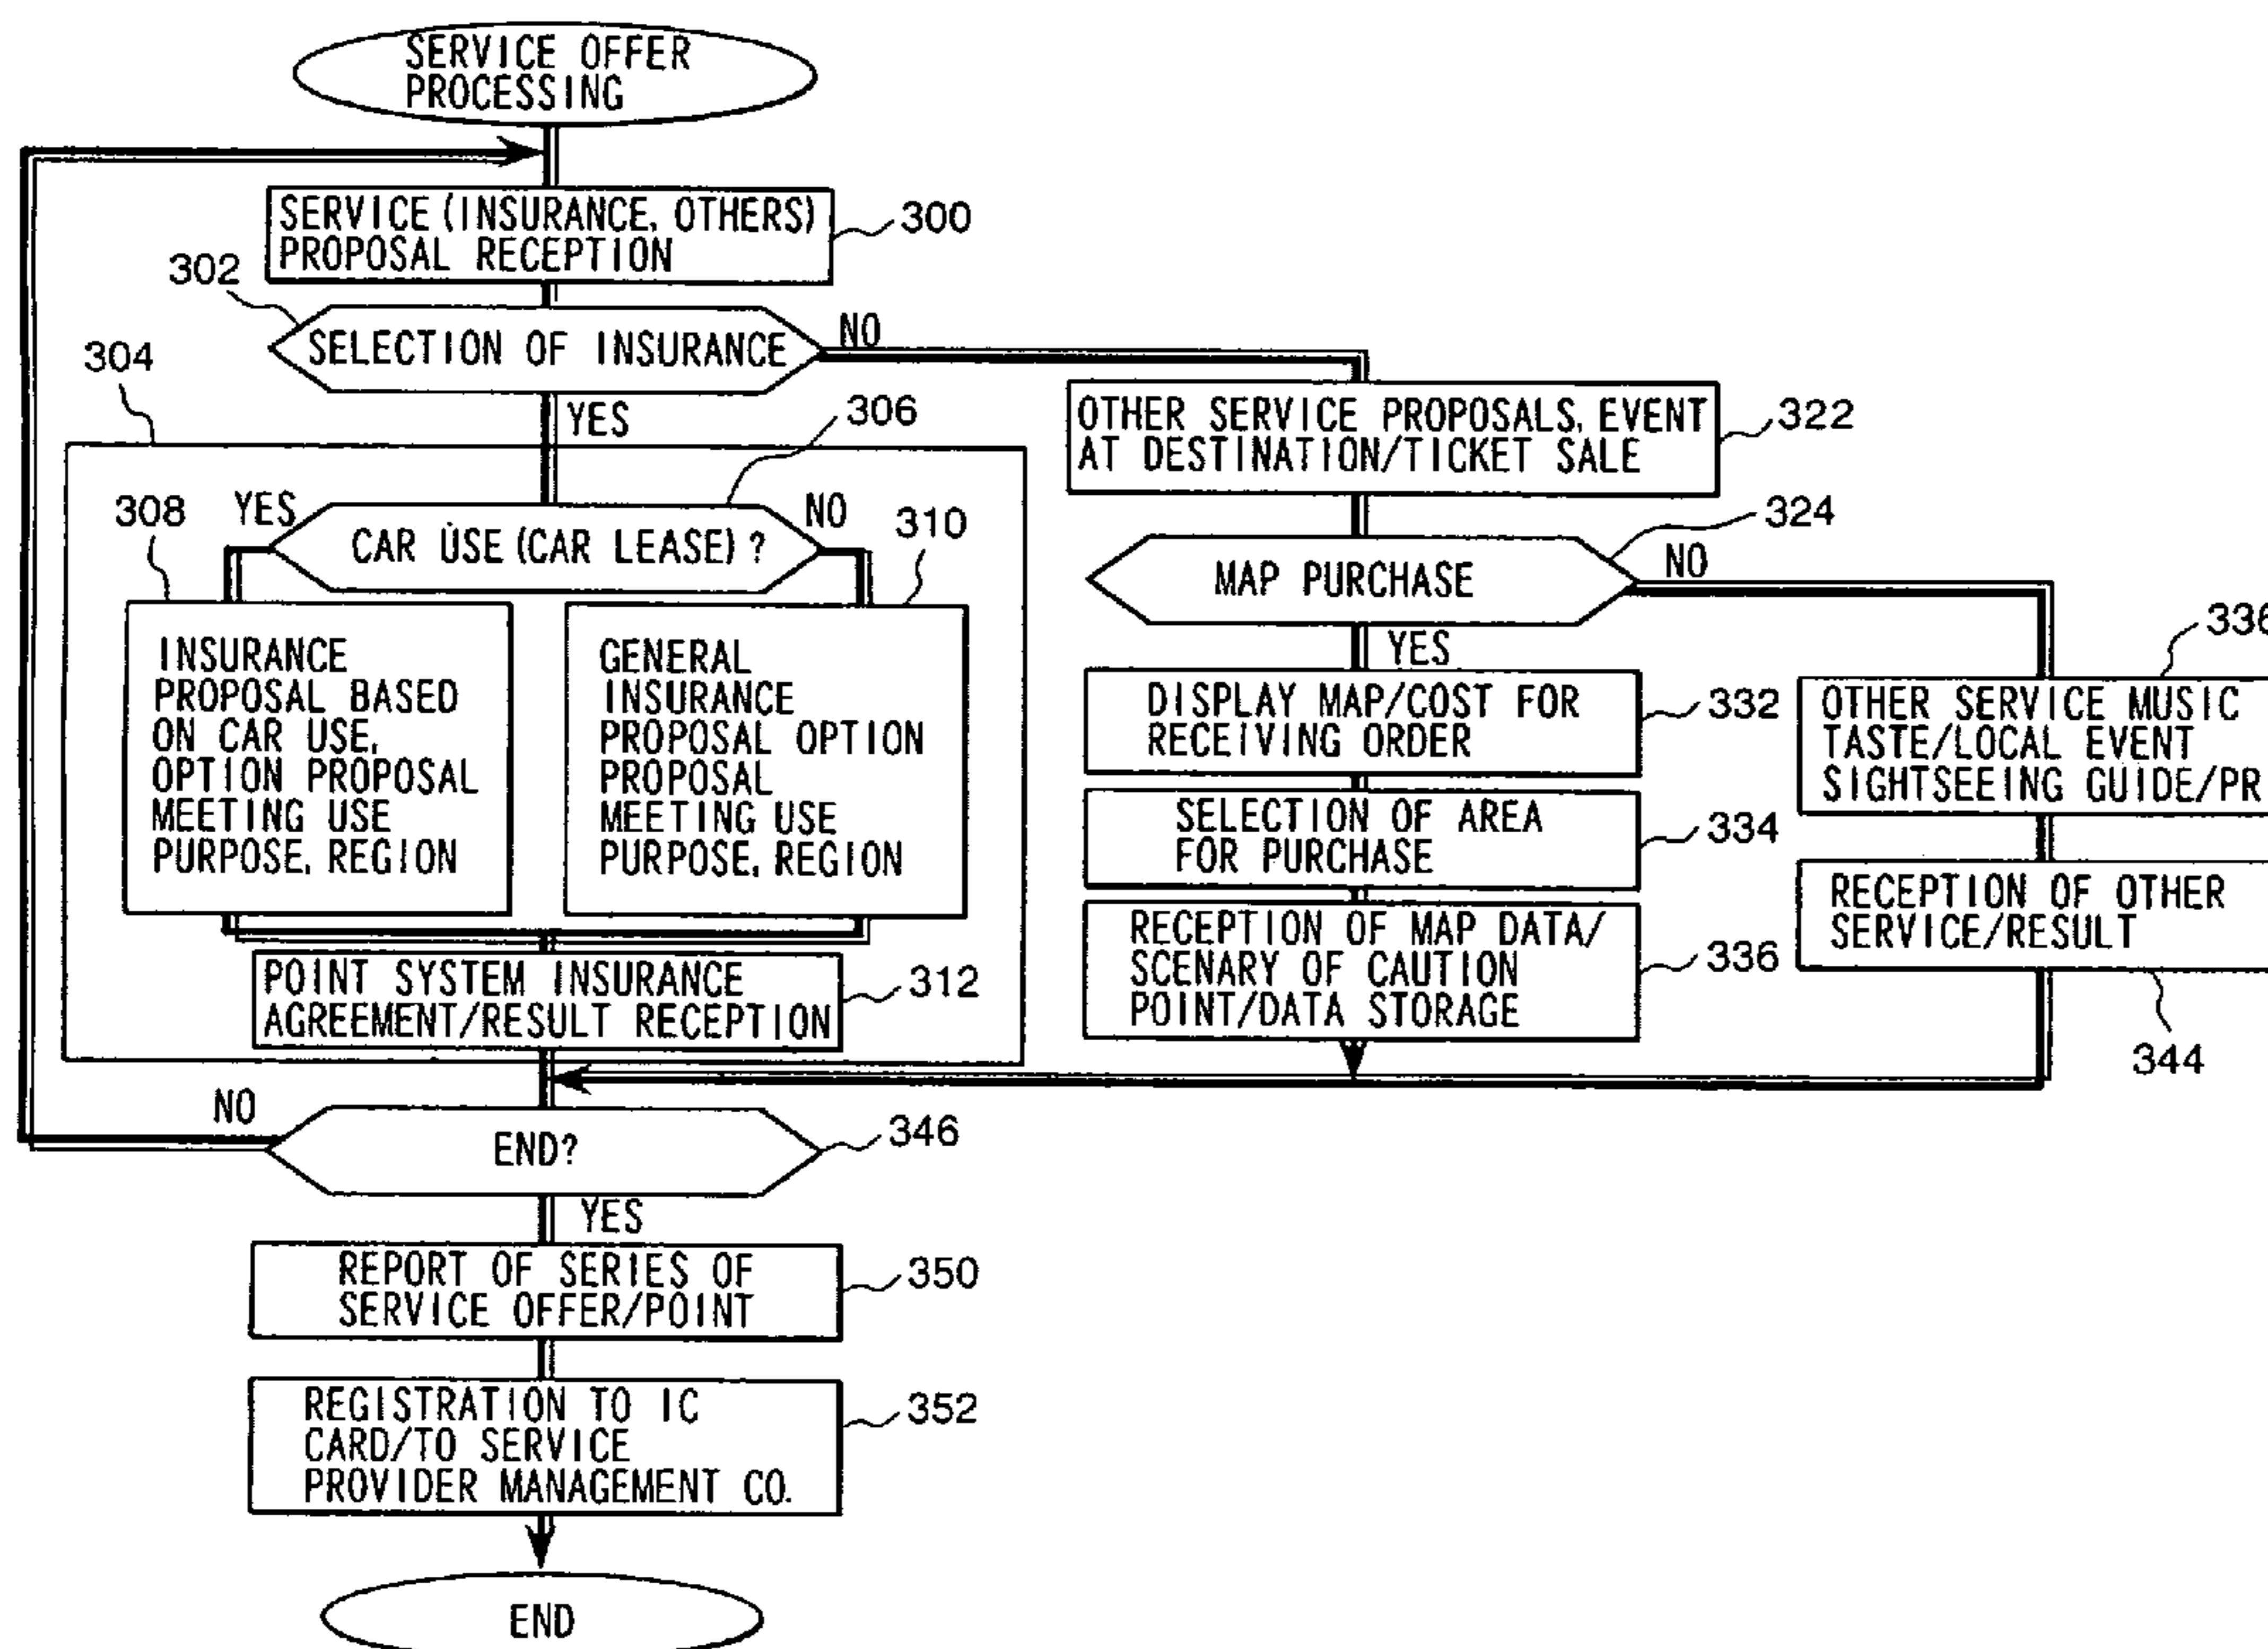 SERVICE OFFER
PROCESSING
SERVICE (INSURANCE, OTHERS)
PROPOSAL RECEPTION
300
302
SELECTION OF INSURANCE
NO
YES
304
306
CAR USE (CAR LEASE) ?
YES
NO
308
INSURANCE
PROPOSAL BASED
ON CAR USE,
OPTION PROPOSAL
MEETING USE
PURPOSE, REGION
310
GENERAL
INSURANCE
PROPOSAL OPTION
PROPOSAL
MEETING USE
PURPOSE, REGION
POINT SYSTEM INSURANCE
AGREEMENT/RESULT RECEPTION
312
OTHER SERVICE PROPOSALS, EVENT
AT DESTINATION/TICKET SALE
322
324
MAP PURCHASE
NO
YES
DISPLAY MAP/COST FOR
RECEIVING ORDER
332
SELECTION OF AREA
FOR PURCHASE
334
RECEPTION OF MAP DATA/
SCENARY OF CAUTION
POINT/DATA STORAGE
336
336
OTHER SERVICE MUSIC
TASTE/LOCAL EVENT
SIGHTSEEING GUIDE/PR
RECEPTION OF OTHER
SERVICE/RESULT
344
NO
END?
346
YES
REPORT OF SERIES OF
SERVICE OFFER/POINT
350
REGISTRATION TO IC
CARD/TO SERVICE
PROVIDER MANAGEMENT CO.
352
END